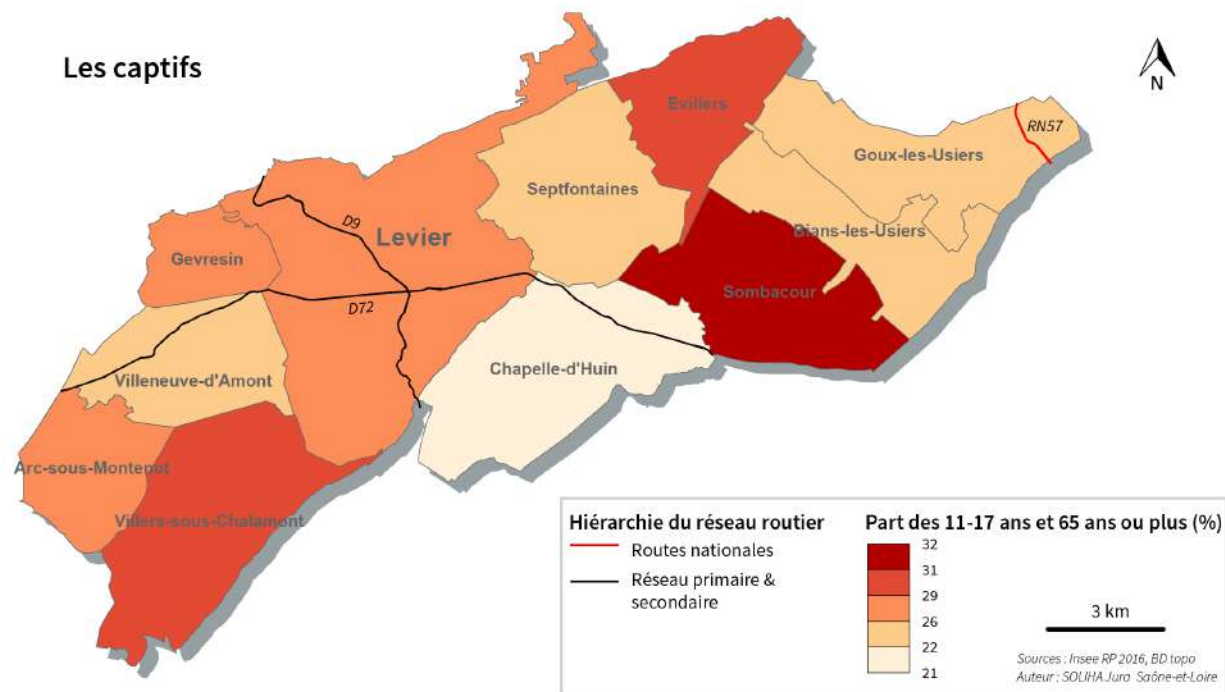 Les captifs
N
Evillers
RN57
Goux-les-Usiers
Septfontaines
D9
Levier
Bians-les-Usiers
Gevresin
Sombacour
D72
Chapelle-d'Huin
Villeneuve-d'Amont
Arc-sous-Montenot
Villers-sous-Chalamont
Hiérarchie du réseau routier
Routes nationales
Réseau primaire &
secondaire
Part des 11-17 ans et 65 ans ou plus (%)
32
31
29
26
22
21
3 km
Sources : Insee RP 2016, BD topo
Auteur : SOLIHA Jura Saône-et-Loire